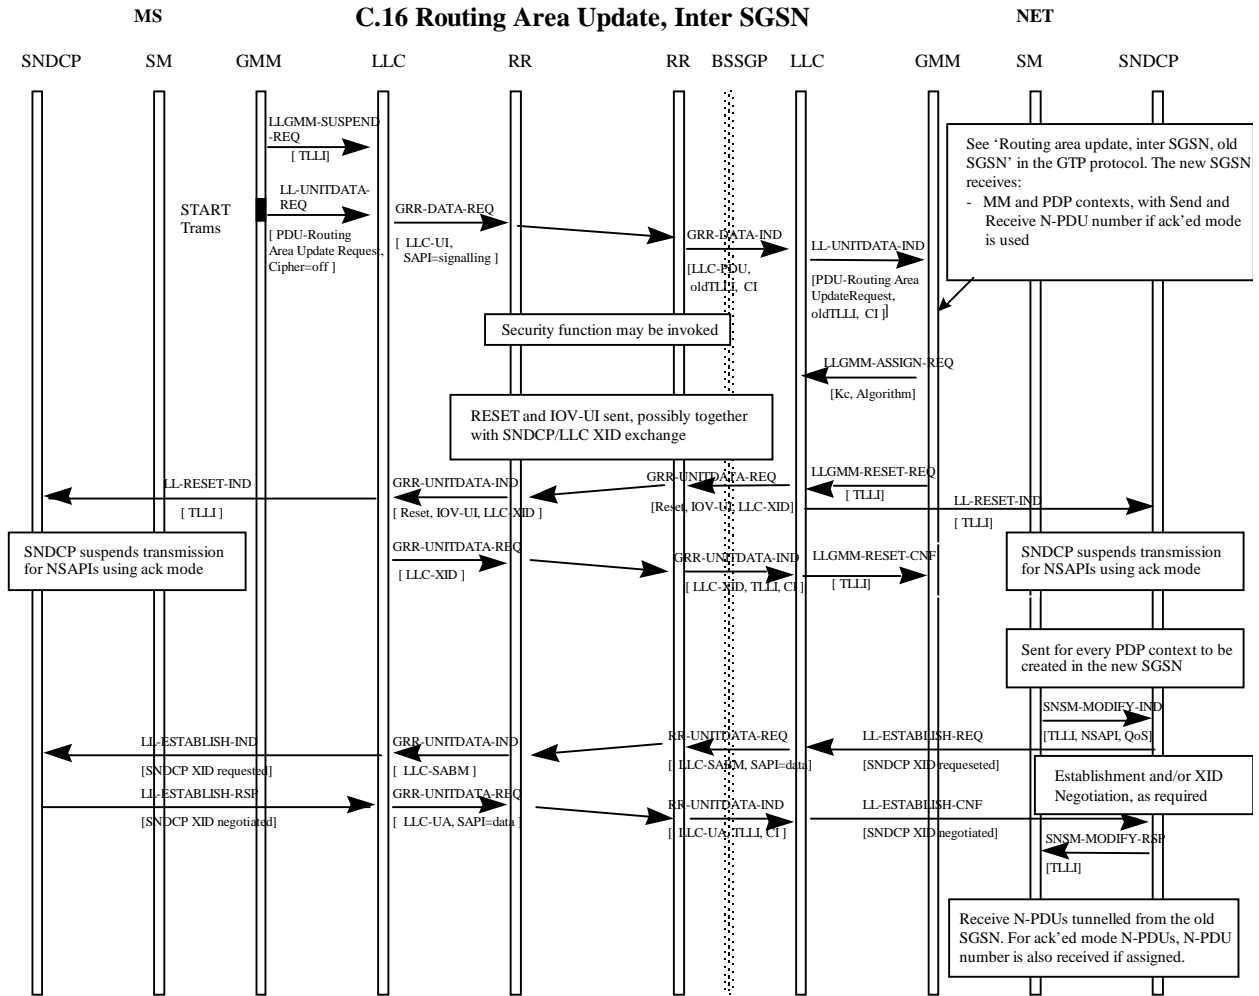 MS
C.16 Routing Area Update, Inter SGSN
NET
SNDCP SM GMM LLC RR RR BSSGP LLC GMM SM SNDCP
LLGMM-SUSPEND
-REQ
[ TLLI]
LL-UNITDATA-
REQ
START
Trams
[ PDU-Routing
Area Update Request,
Cipher=off ]
GRR-DATA-REQ
[ LLC-UI,
SAPI=signalling ]
GRR-DATA-IND
[LLC-PDU,
oldTLLI, CI
LL-UNITDATA-IND
[PDU-Routing Area
UpdateRequest,
oldTLLI, CI ]]
See ‘Routing area update, inter SGSN, old
SGSN’ in the GTP protocol. The new SGSN
receives:
- MM and PDP contexts, with Send and
Receive N-PDU number if ack’ed mode
is used
Security function may be invoked
LLGMM-ASSIGN-REQ
[Kc, Algorithm]
RESET and IOV-UI sent, possibly together
with SNDCP/LLC XID exchange
LL-RESET-IND
[ TLLI ]
GRR-UNITDATA-IND
[ Reset, IOV-UI, LLC-XID ]
GRR-UNITDATA-REQ
[Reset, IOV-UI, LLC-XID]
LLGMM-RESET-REQ
[ TLLI]
LL-RESET-IND
[ TLLI]
SNDCP suspends transmission
for NSAPIs using ack mode
GRR-UNITDATA-REQ
[ LLC-XID ]
GRR-UNITDATA-IND
[ LLC-XID, TLLI, CI ]
LLGMM-RESET-CNF
[ TLLI]
SNDCP suspends transmission
for NSAPIs using ack mode
Sent for every PDP context to be
created in the new SGSN
SNSM-MODIFY-IND
[TLLI, NSAPI, QoS]
LL-ESTABLISH-IND
[SNDCP XID requested]
GRR-UNITDATA-IND
[ LLC-SABM ]
RR-UNITDATA-REQ
[ LLC-SABM, SAPI=data]
LL-ESTABLISH-REQ
[SNDCP XID requeseted]
Establishment and/or XID
Negotiation, as required
LL-ESTABLISH-RSP
[SNDCP XID negotiated]
GRR-UNITDATA-REQ
[ LLC-UA, SAPI=data ]
RR-UNITDATA-IND
[ LLC-UA, TLLI, CI ]
LL-ESTABLISH-CNF
[SNDCP XID negotiated]
SNSM-MODIFY-RSP
[TLLI]
Receive N-PDUs tunnelled from the old
SGSN. For ack’ed mode N-PDUs, N-PDU
number is also received if assigned.